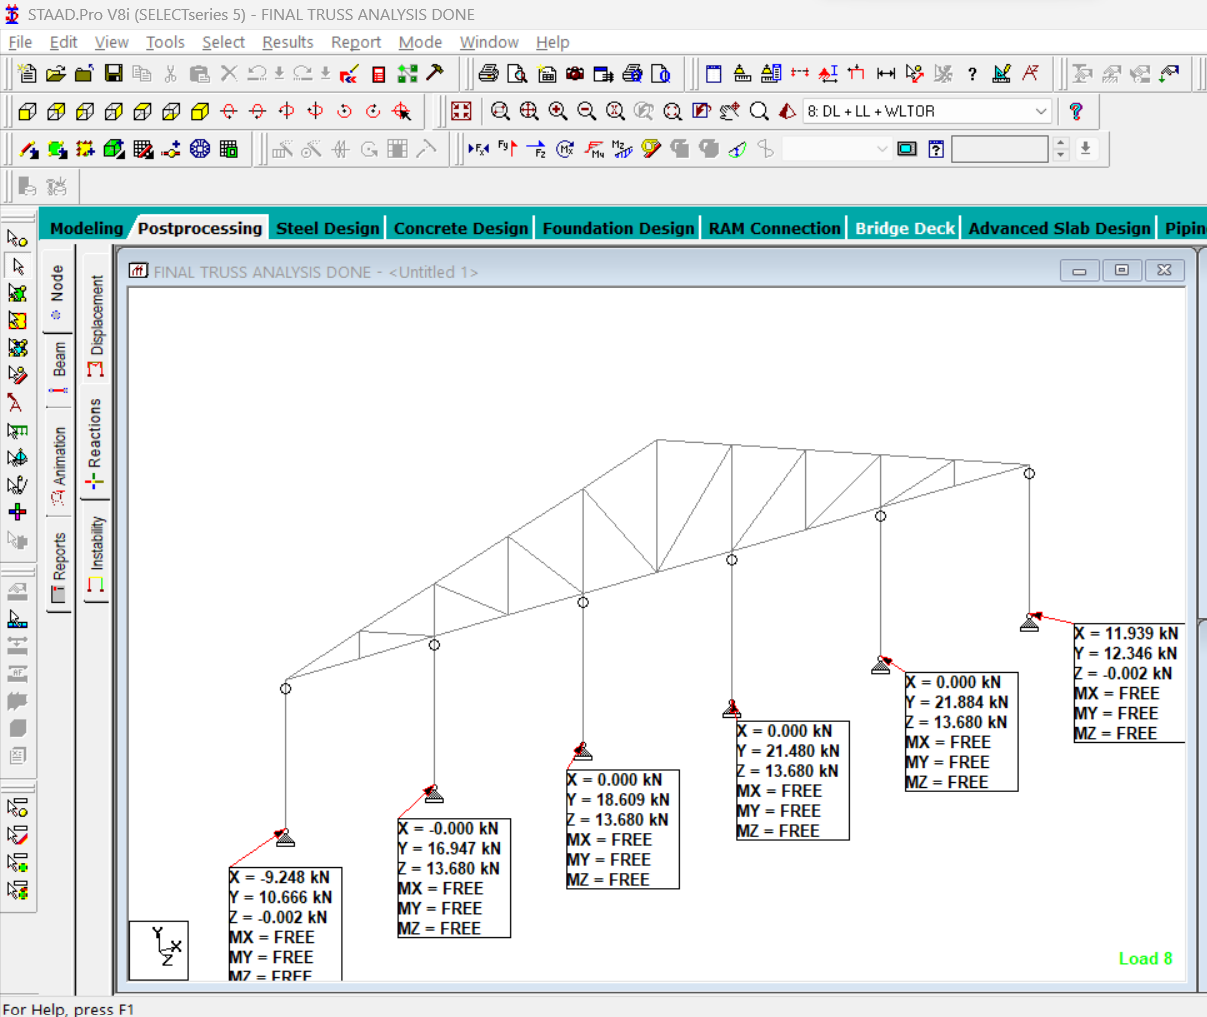 STAAD.Pro V8i (SELECTseries 5) - FINAL TRUSS ANALYSIS DONE
File Edit View Tools Select Results Report Mode Window Help
8: DL + LL + WLTOR
Modeling Postprocessing Steel Design Concrete Design Foundation Design RAM Connection Bridge Deck Advanced Slab Design Pipin
Node
Beam
Animation
Reports
Displacement
Reactions
Instability
FINAL TRUSS ANALYSIS DONE - <Untitled 1>
X = -9.248 kN
Y = 10.666 kN
Z = -0.002 kN
MX = FREE
MY = FREE
MZ = FREE
X = -0.000 kN
Y = 16.947 kN
Z = 13.680 kN
MX = FREE
MY = FREE
MZ = FREE
X = 0.000 kN
Y = 18.609 kN
Z = 13.680 kN
MX = FREE
MY = FREE
MZ = FREE
X = 0.000 kN
Y = 21.480 kN
Z = 13.680 kN
MX = FREE
MY = FREE
MZ = FREE
X = 0.000 kN
Y = 21.884 kN
Z = 13.680 kN
MX = FREE
MY = FREE
MZ = FREE
X = 11.939 kN
Y = 12.346 kN
Z = -0.002 kN
MX = FREE
MY = FREE
MZ = FREE
Y
X
Z
Load 8
For Help, press F1